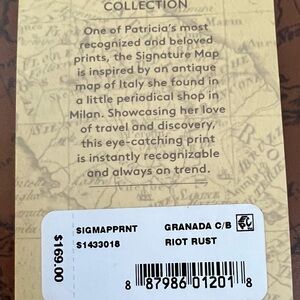 COLLECTION
One of Patricia's most
recognized and beloved
prints, the Signature Map
is inspired by an antique
map of Italy she found in
a little periodical shop in
Milan. Showcasing her love
of travel and discovery,
this eye-catching print
is instantly recognizable
and always on trend.
SIGMAPPRNT GRANADA C/B
S1433018 RIOT RUST
$169.00
8 87986 01201 8